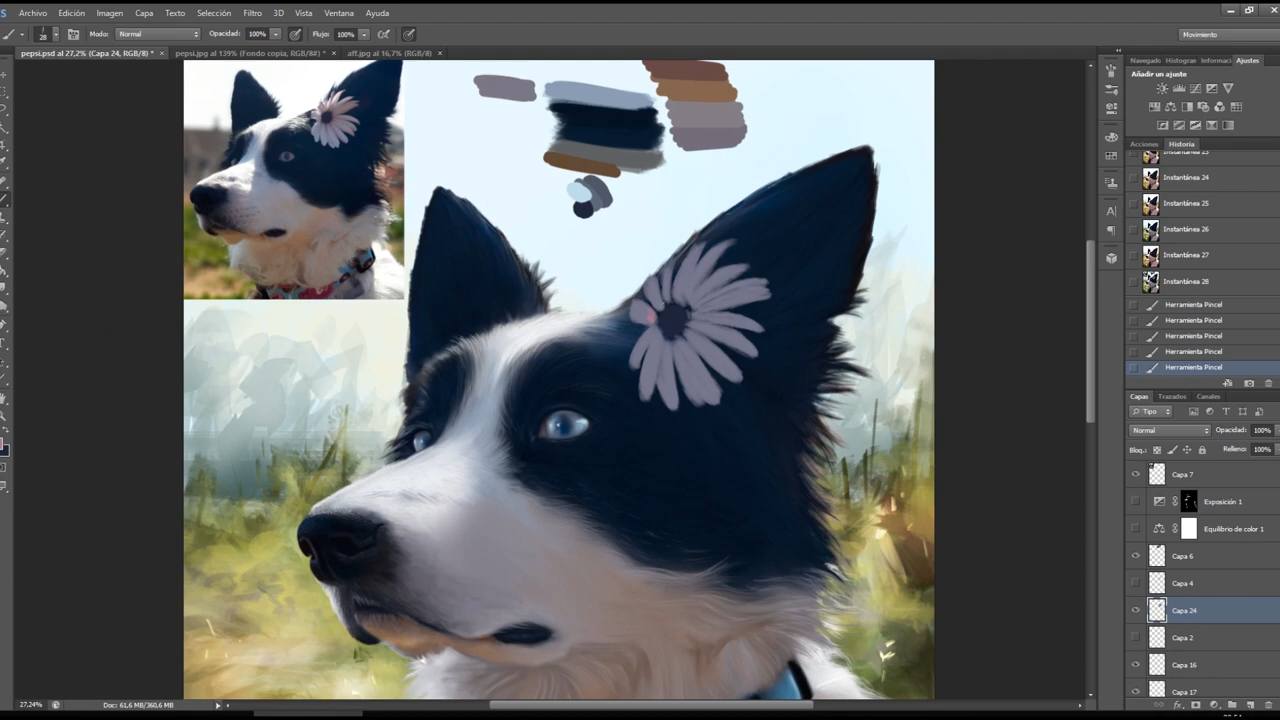 Archivo Edición Imagen Capa Texto Selección Filtro 3D Vista Ventana Ayuda
28 Modo: Normal Opacidad: 100% Flujo: 100% Movimiento
pepsi.psd al 27,2% (Capa 24, RGB/8) * × pepsi.jpg al 139% (Fondo copia, RGB/8#) * × aff.jpg al 16,7% (RGB/8) ×
Navegado Histograr Informaci Ajustes
Añadir un ajuste
Acciones Historia
Instantánea 24
Instantánea 25
Instantánea 26
Instantánea 27
Instantánea 28
Herramienta Pincel
Herramienta Pincel
Herramienta Pincel
Herramienta Pincel
Herramienta Pincel
Capas Trazados Canales
Tipo
Normal Opacidad: 100%
Bloq.: Relleno: 100%
Capa 7
Exposición 1
Equilibrio de color 1
Capa 6
Capa 4
Capa 24
Capa 2
Capa 16
Capa 17
27,24% Doc: 61,6 MB/360,6 MB